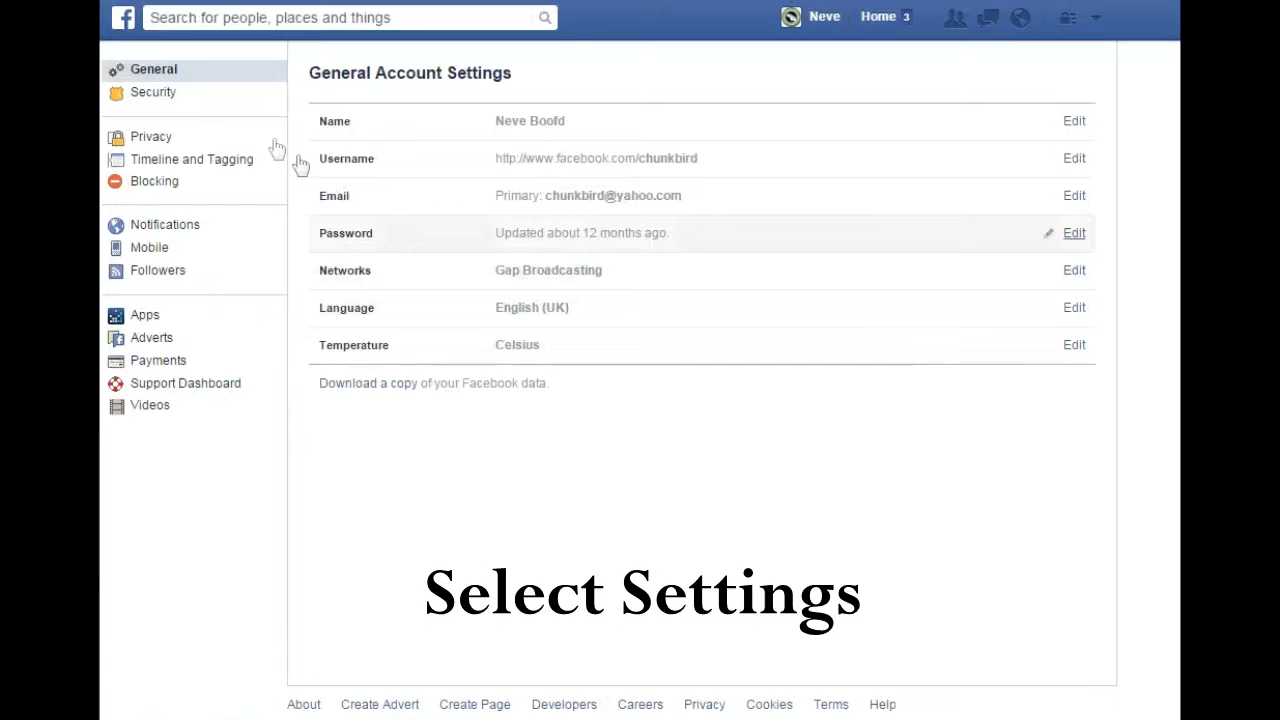 Search for people, places and things
Neve
Home 3
General
Security
Privacy
Timeline and Tagging
Blocking
Notifications
Mobile
Followers
Apps
Adverts
Payments
Support Dashboard
Videos
General Account Settings
Name Neve Boofd Edit
Username http://www.facebook.com/chunkbird Edit
Email Primary: chunkbird@yahoo.com Edit
Password Updated about 12 months ago. Edit
Networks Gap Broadcasting Edit
Language English (UK) Edit
Temperature Celsius Edit
Download a copy of your Facebook data.
Select Settings
About Create Advert Create Page Developers Careers Privacy Cookies Terms Help